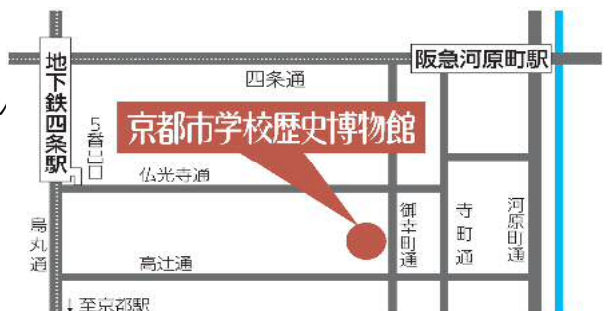 地下鉄四条駅
阪急河原町駅
四条通
5番出口
京都市学校歴史博物館
仏光寺通
烏丸通
高辻通
御幸町通
寺町通
河原町通
↓至京都駅